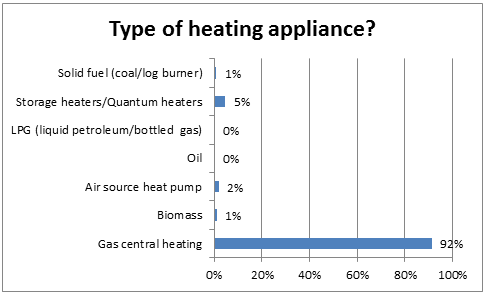 Type of heating appliance?
Solid fuel (coal/log burner) 1%
Storage heaters/Quantum heaters 5%
LPG (liquid petroleum/bottled gas) 0%
Oil 0%
Air source heat pump 2%
Biomass 1%
Gas central heating 92%
0% 20% 40% 60% 80% 100%